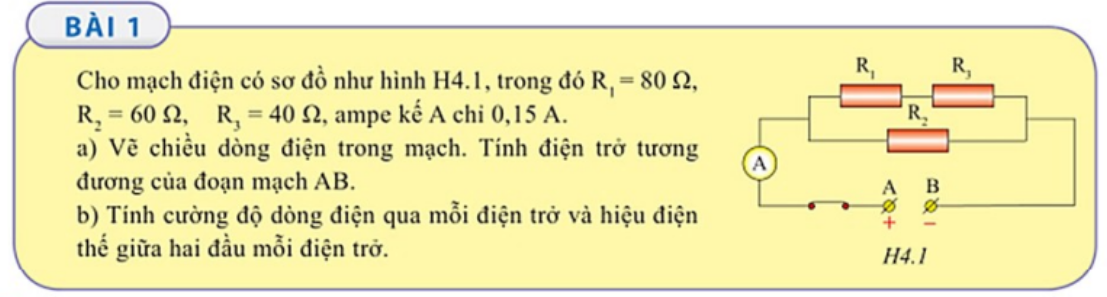 BÀI 1
Cho mạch điện có sơ đồ như hình H4.1, trong đó R₁ = 80 Ω,
R₂ = 60 Ω, R₃ = 40 Ω, ampe kế A chỉ 0,15 A.
a) Vẽ chiều dòng điện trong mạch. Tính điện trở tương
đương của đoạn mạch AB.
b) Tính cường độ dòng điện qua mỗi điện trở và hiệu điện
thế giữa hai đầu mỗi điện trở.
R₁ R₃
R₂
A
A B
+ −
H4.1